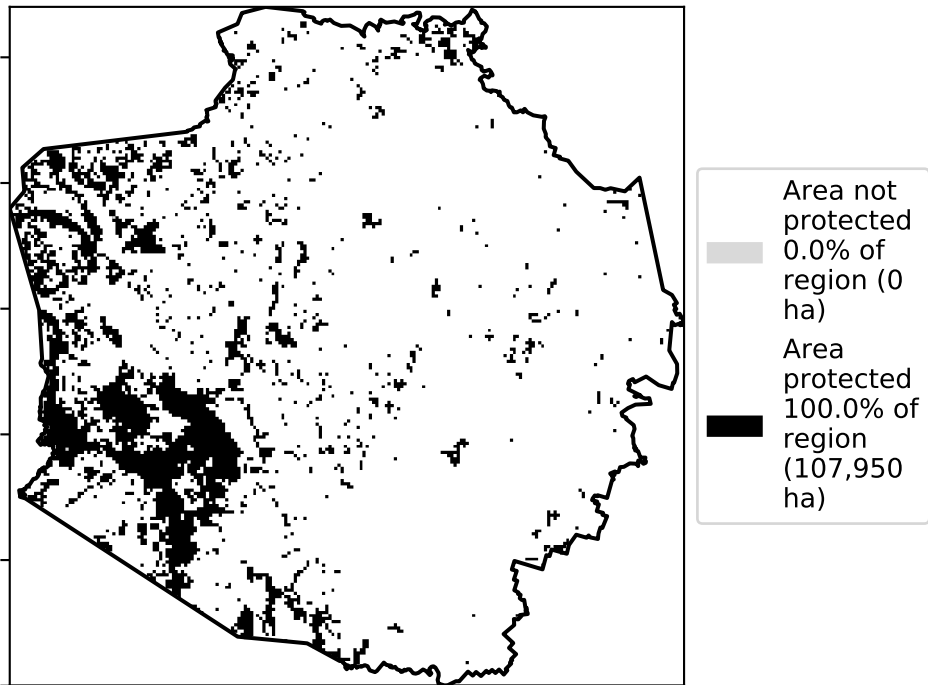 Area not
protected
0.0% of
region (0
ha)
Area
protected
100.0% of
region
(107,950
ha)